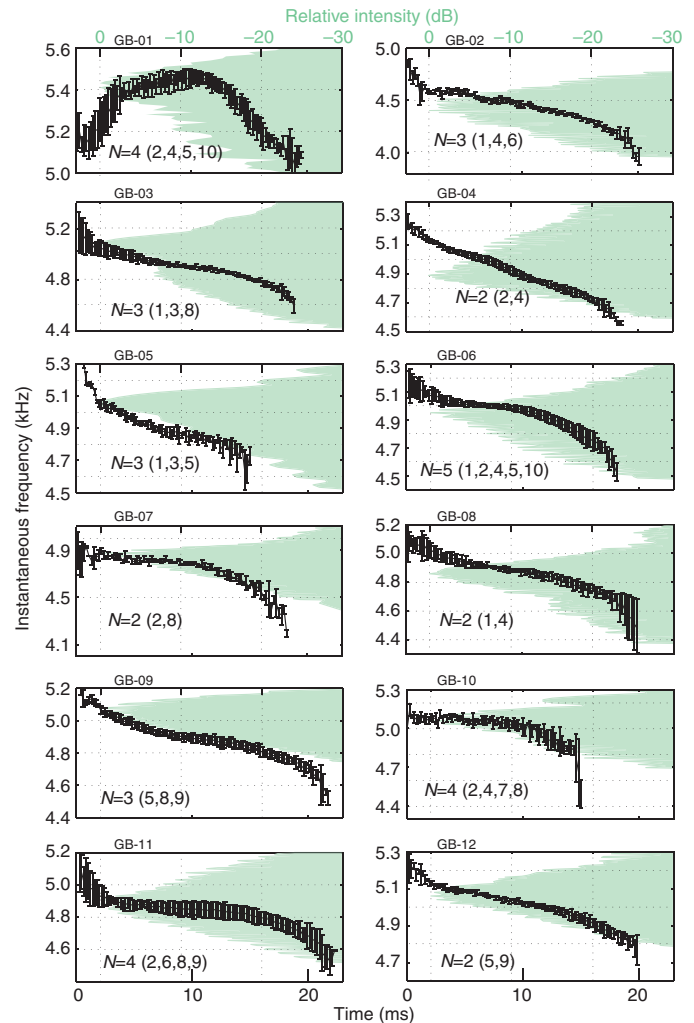 Relative intensity (dB)
0 –10 –20 –30 0 –10 –20 –30
GB-01 GB-02
5.6 5.4 5.2 5.0
N=4 (2,4,5,10)
5.0 4.5 4.0
N=3 (1,4,6)
GB-03 GB-04
5.2 4.8 4.4
N=3 (1,3,8)
5.3 5.1 4.9 4.7 4.5
N=2 (2,4)
GB-05 GB-06
5.3 5.1 4.9 4.7 4.5
N=3 (1,3,5)
5.3 5.1 4.9 4.7 4.5
N=5 (1,2,4,5,10)
Instantaneous frequency (kHz)
GB-07 GB-08
4.9 4.5 4.1
N=2 (2,8)
5.2 5.0 4.8 4.6 4.4
N=2 (1,4)
GB-09 GB-10
5.2 5.0 4.8 4.6 4.4
N=3 (5,8,9)
5.3 5.0 4.7 4.4
N=4 (2,4,7,8)
GB-11 GB-12
5.2 5.0 4.8 4.6
N=4 (2,6,8,9)
5.3 5.1 4.9 4.7 4.5
N=2 (5,9)
0 10 20 0 10 20
Time (ms)